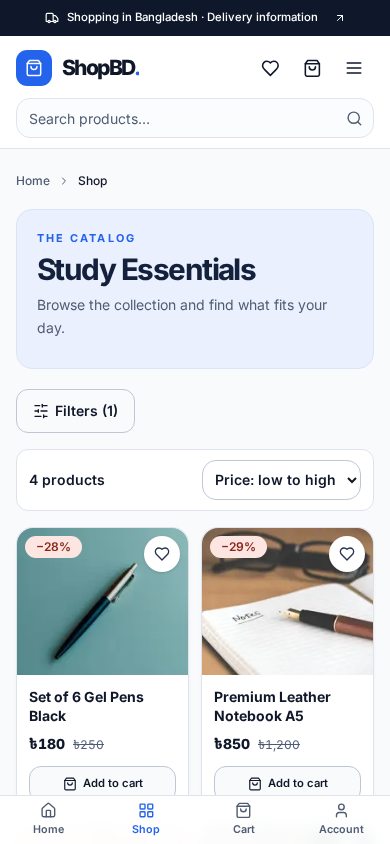 Shopping in Bangladesh · Delivery information
ShopBD.
Search products...
Home
Shop
THE CATALOG
Study Essentials
Browse the collection and find what fits your
day.
Filters (1)
4 products
Price: low to high
−28%
−29%
Notes
Set of 6 Gel Pens
Black
৳180 ৳250
Add to cart
Premium Leather
Notebook A5
৳850 ৳1,200
Add to cart
Home
Shop
Cart
Account